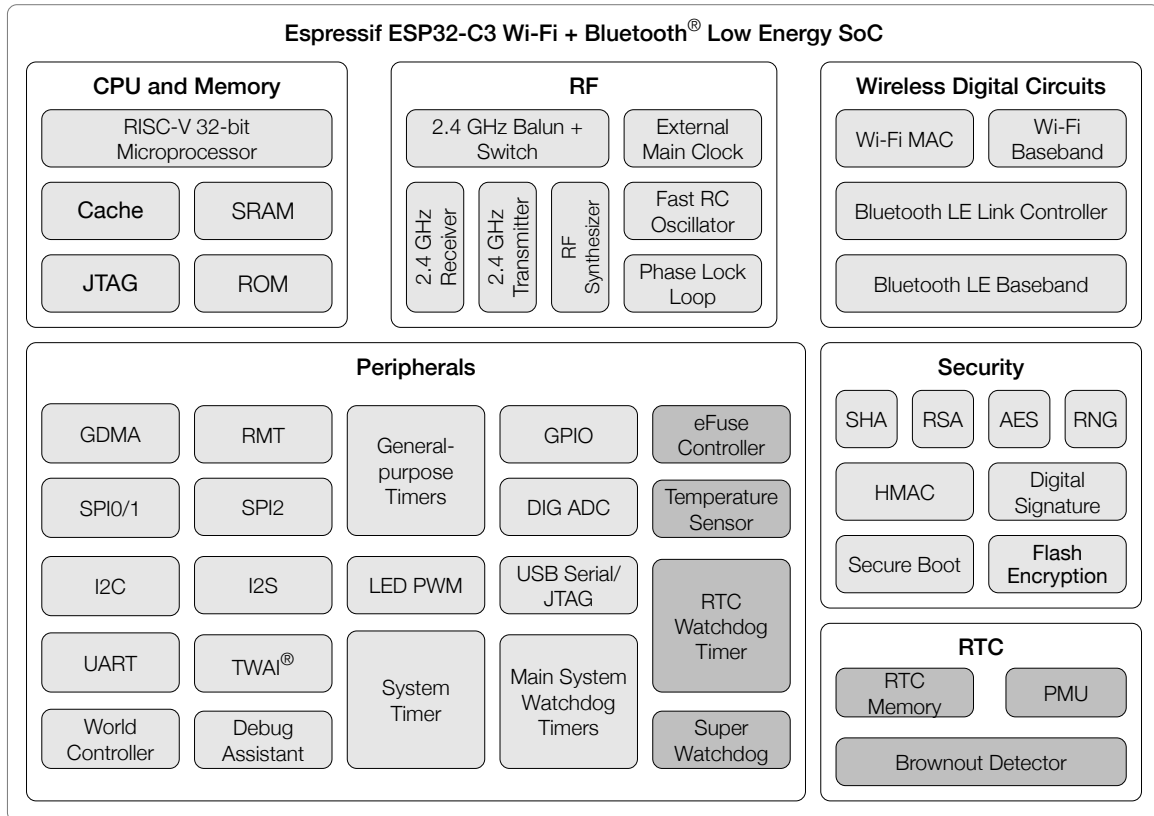 Espressif ESP32-C3 Wi-Fi + Bluetooth® Low Energy SoC
CPU and Memory
RISC-V 32-bit
Microprocessor
Cache
SRAM
JTAG
ROM
RF
2.4 GHz Balun +
Switch
External
Main Clock
2.4 GHz
Receiver
2.4 GHz
Transmitter
RF
Synthesizer
Fast RC
Oscillator
Phase Lock
Loop
Wireless Digital Circuits
Wi-Fi MAC
Wi-Fi
Baseband
Bluetooth LE Link Controller
Bluetooth LE Baseband
Peripherals
GDMA
RMT
General-
purpose
Timers
GPIO
eFuse
Controller
SPI0/1
SPI2
DIG ADC
Temperature
Sensor
I2C
I2S
LED PWM
USB Serial/
JTAG
RTC
Watchdog
Timer
UART
TWAI®
System
Timer
Main System
Watchdog
Timers
World
Controller
Debug
Assistant
Super
Watchdog
Security
SHA
RSA
AES
RNG
HMAC
Digital
Signature
Secure Boot
Flash
Encryption
RTC
RTC
Memory
PMU
Brownout Detector